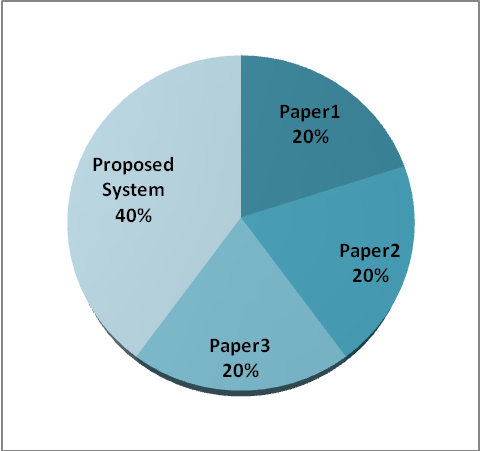 Paper1
20%
Proposed
System
40%
Paper2
20%
Paper3
20%